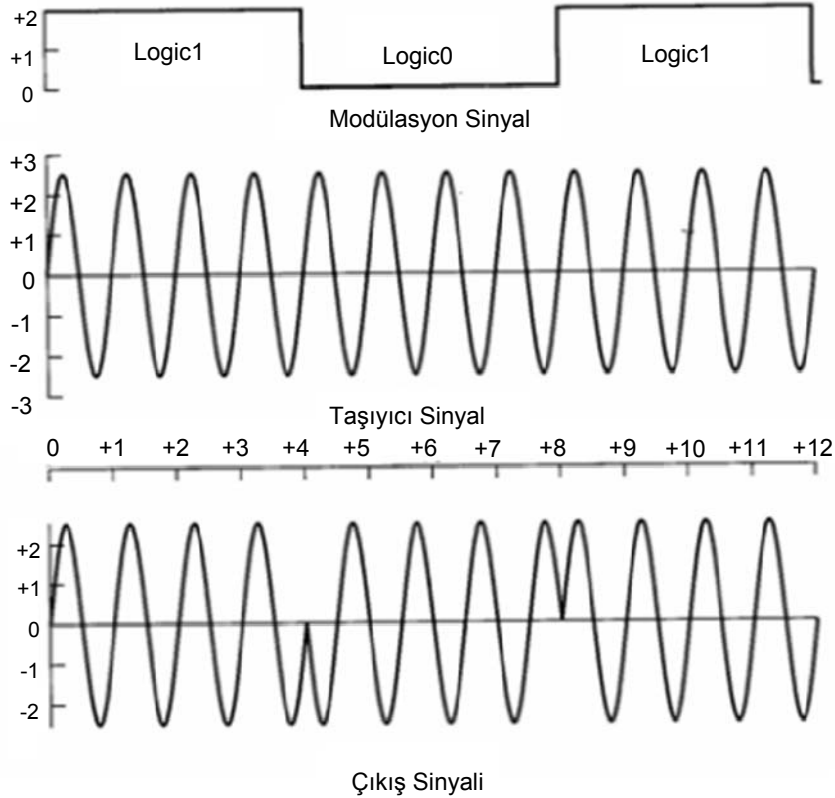 +2
Logic1
Logic0
Logic1
+1
0
Modülasyon Sinyal
+3
+2
+1
0
-1
-2
-3
Taşıyıcı Sinyal
0 +1 +2 +3 +4 +5 +6 +7 +8 +9 +10 +11 +12
+2
+1
0
-1
-2
Çıkış Sinyali